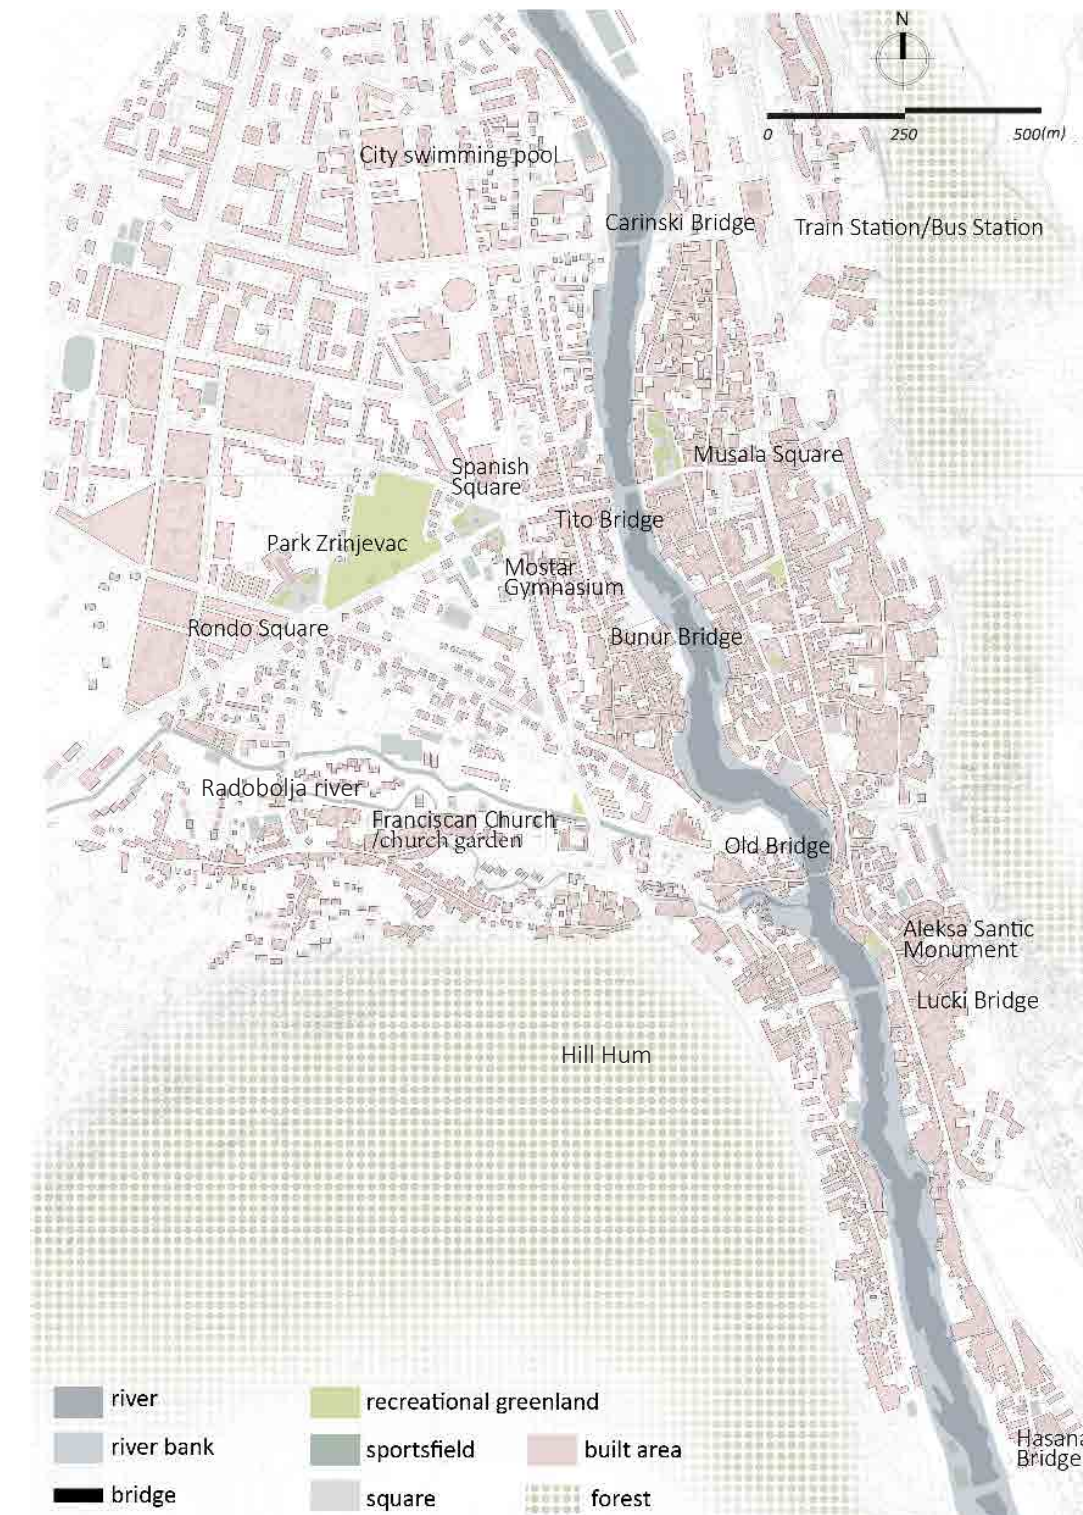 N
0 250 500(m)
City swimming pool
Carinski Bridge
Train Station/Bus Station
Musala Square
Spanish
Square
Tito Bridge
Park Zrinjevac
Mostar
Gymnasium
Rondo Square
Bunur Bridge
Radobolja river
Franciscan Church
/church garden
Old Bridge
Aleksa Santic
Monument
Lucki Bridge
Hill Hum
Hasana
Bridge
river
river bank
bridge
recreational greenland
sportsfield
square
built area
forest